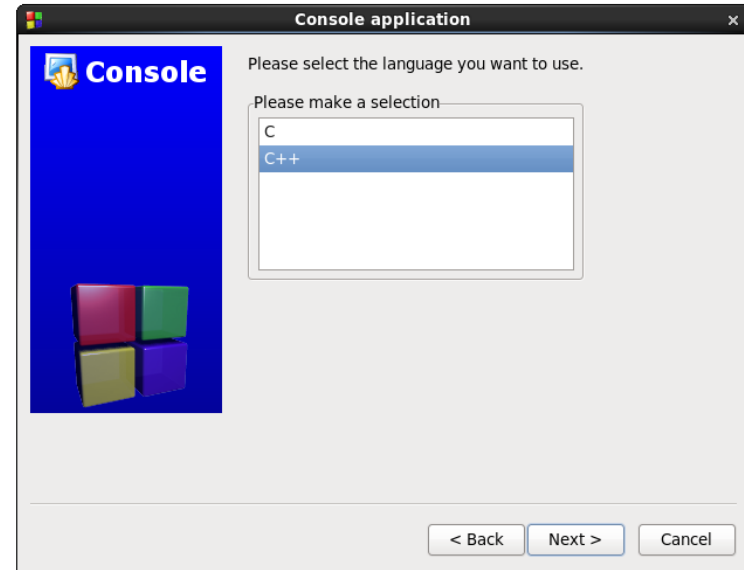 Console application
Console
Please select the language you want to use.
Please make a selection
C
C++
< Back
Next >
Cancel